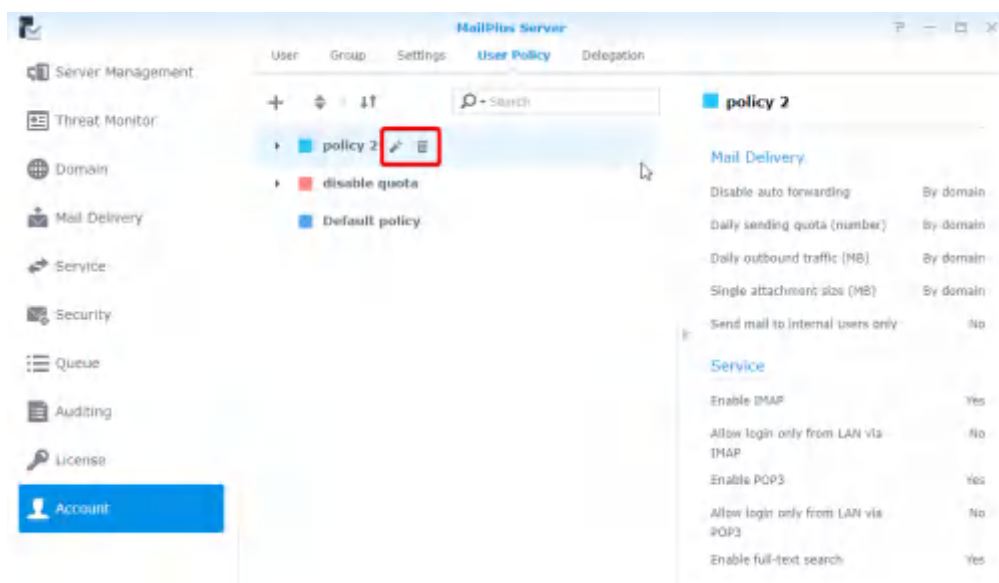 MailPlus Server
Server Management
Threat Monitor
Domain
Mail Delivery
Service
Security
Queue
Auditing
License
Account
User Group Settings User Policy Delegation
Search
policy 2
disable quota
Default policy
policy 2
Mail Delivery
Disable auto forwarding By domain
Daily sending quota (number) By domain
Daily outbound traffic (MB) By domain
Single attachment size (MB) By domain
Send mail to internal users only No
Service
Enable IMAP Yes
Allow login only from LAN via No
IMAP
Enable POP3 Yes
Allow login only from LAN via No
POP3
Enable full-text search Yes